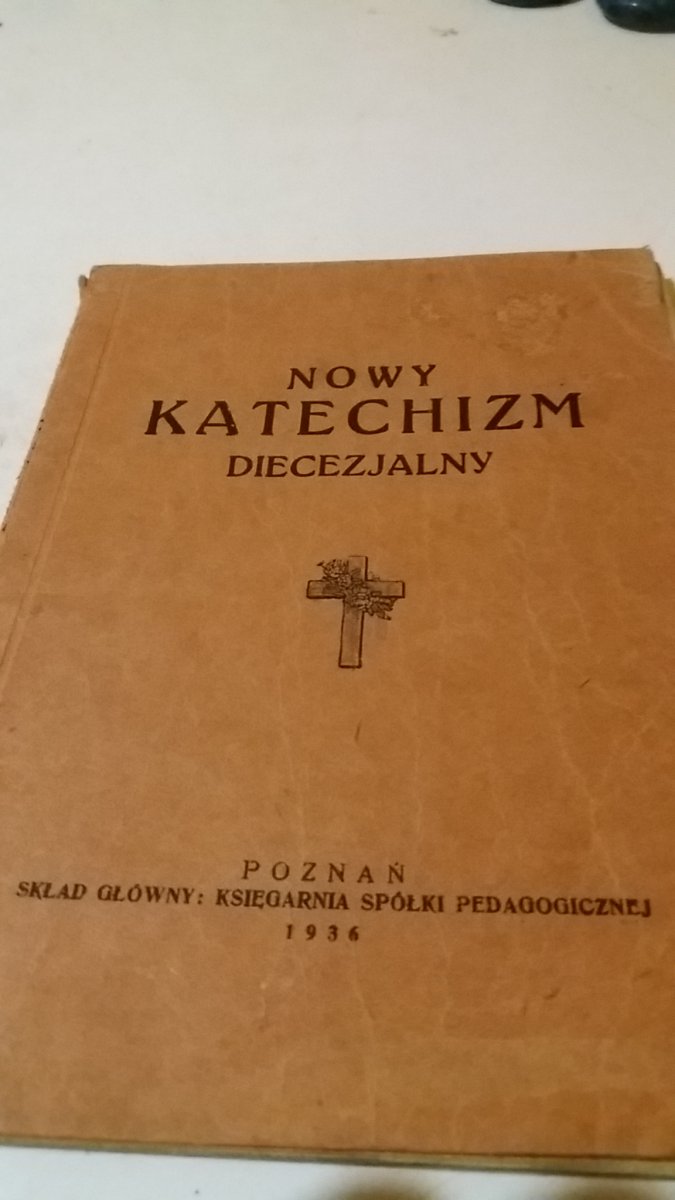 NOWY
KATECHIZM
DIECEZJALNY
POZNAŃ
SKŁAD GŁÓWNY: KSIĘGARNIA SPÓŁKI PEDAGOGICZNEJ
1936